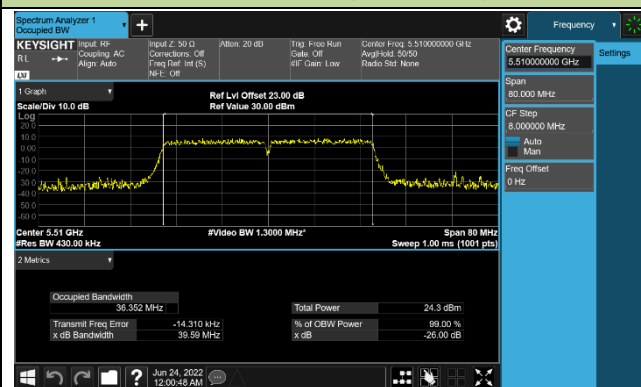 Spectrum Analyzer 1
Occupied BW
Frequency
KEYSIGHT
RL
Input: RF
Coupling: AC
Align: Auto
Input Z: 50 Ω
Corrections: Off
Freq Ref: Int (S)
NFE: Off
Atten: 20 dB
Trig: Free Run
Gate: Off
#IF Gain: Low
Center Freq: 5.510000000 GHz
Avg|Hold: 50/50
Radio Std: None
Center Frequency
5.510000000 GHz
Settings
Span
80.000 MHz
CF Step
8.000000 MHz
Auto
Man
Freq Offset
0 Hz
1 Graph
Scale/Div 10.0 dB
Ref Lvl Offset 23.00 dB
Ref Value 30.00 dBm
Log
20.0
10.0
0.00
-10.0
-20.0
-30.0
-40.0
-50.0
-60.0
Center 5.51 GHz
#Res BW 430.00 kHz
#Video BW 1.3000 MHz*
Span 80 MHz
Sweep 1.00 ms (1001 pts)
2 Metrics
Occupied Bandwidth
36.352 MHz
Total Power
24.3 dBm
Transmit Freq Error
-14.310 kHz
% of OBW Power
99.00 %
x dB Bandwidth
39.59 MHz
x dB
-26.00 dB
Jun 24, 2022
12:00:48 AM